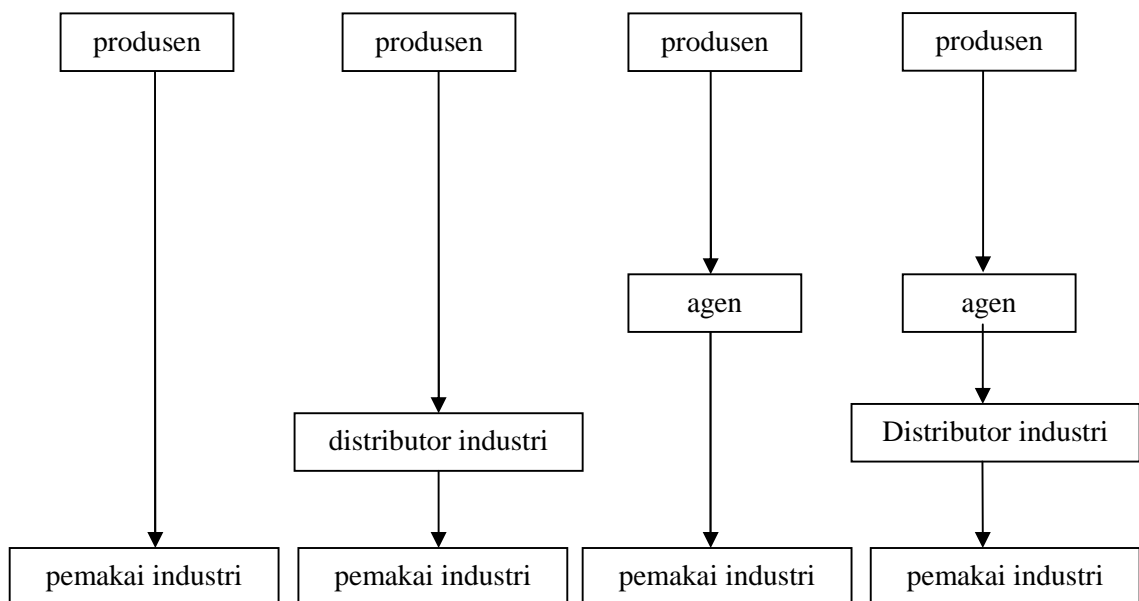 produsen
produsen
produsen
produsen
agen
agen
distributor industri
Distributor industri
pemakai industri
pemakai industri
pemakai industri
pemakai industri